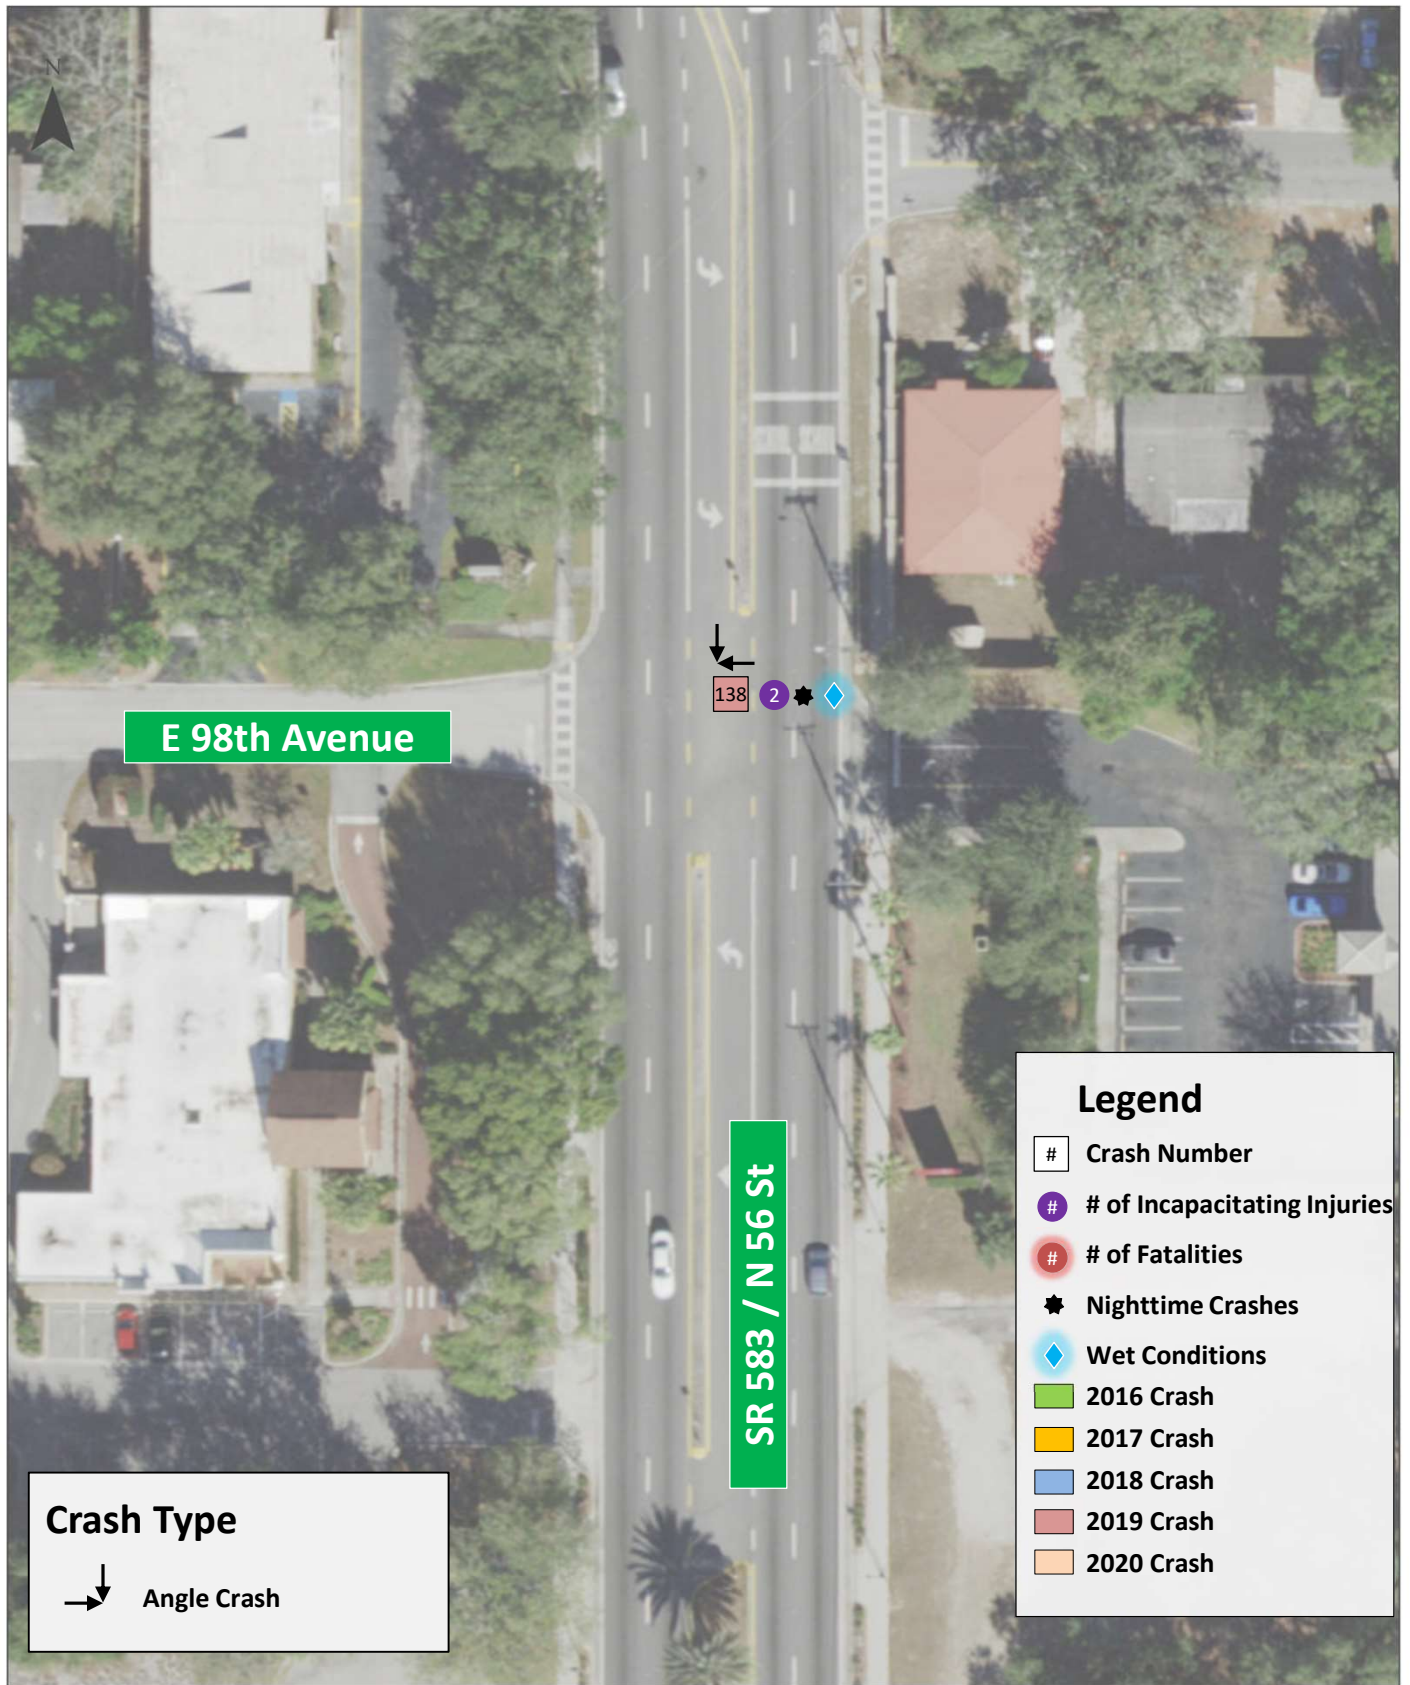 N
138
2
E 98th Avenue
SR 583 / N 56 St
Legend
# Crash Number
# # of Incapacitating Injuries
# # of Fatalities
Nighttime Crashes
Wet Conditions
2016 Crash
2017 Crash
2018 Crash
2019 Crash
2020 Crash
Crash Type
Angle Crash